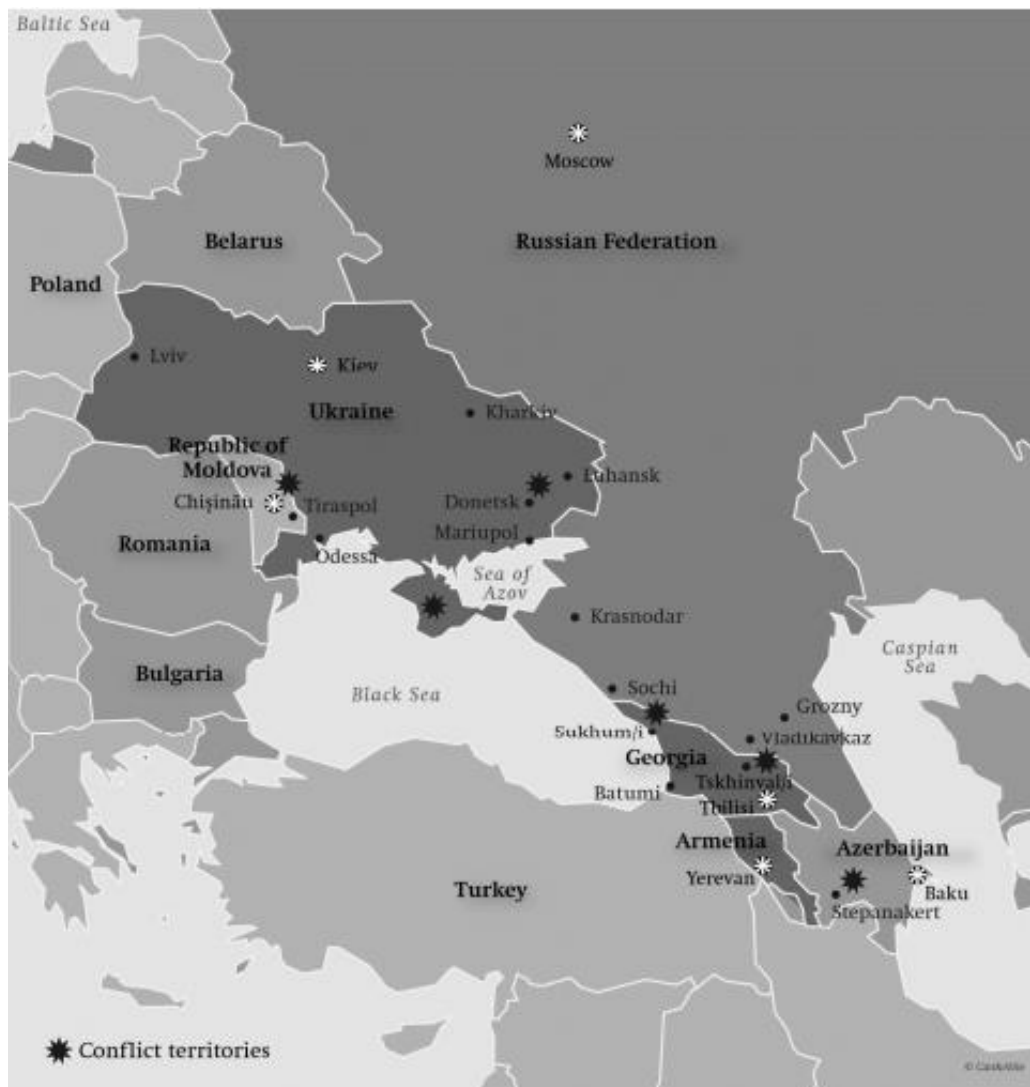 Baltic Sea
Moscow
Belarus
Russian Federation
Poland
Lviv
Kiev
Ukraine
Kharkiv
Republic of
Moldova
Luhansk
Chişinău
Tiraspol
Donetsk
Mariupol
Romania
Odessa
Sea of
Azov
Krasnodar
Caspian
Sea
Bulgaria
Black Sea
Sochi
Grozny
Sukhum/i
Vladikavkaz
Georgia
Tskhinvali
Batumi
Tbilisi
Armenia
Azerbaijan
Yerevan
Turkey
Baku
Stepanakert
Conflict territories